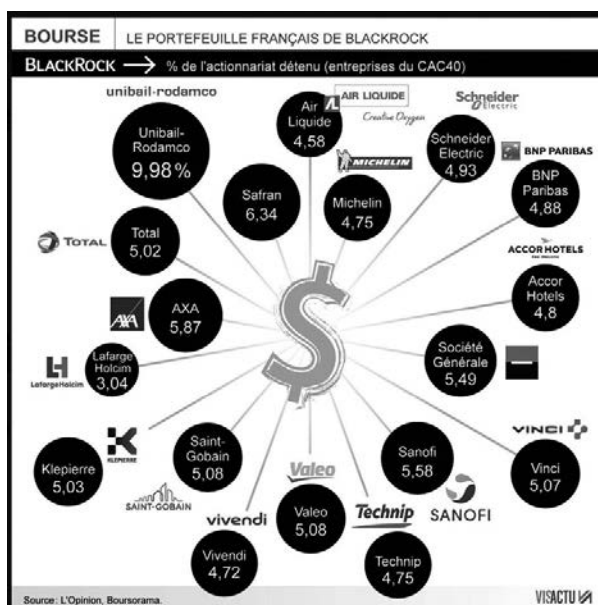 BOURSE LE PORTEFEUILLE FRANÇAIS DE BLACKROCK
BLACKROCK → % de l'actionnariat détenu (entreprises du CAC40)
unibail-rodamco
Unibail-
Rodamco
9,98 %
Air
Liquide
4,58
AIR LIQUIDE
Creative Oxygen
Schneider
Electric
Schneider
Electric
4,93
BNP PARIBAS
BNP
Paribas
4,88
Safran
6,34
MICHELIN
Michelin
4,75
TOTAL
Total
5,02
ACCOR HOTELS
Accor
Hotels
4,8
AXA
AXA
5,87
Société
Générale
5,49
LafargeHolcim
Lafarge
Holcim
3,04
KLEPIERRE
Klepierre
5,03
Saint-
Gobain
5,08
SAINT-GOBAIN
Valeo
Valeo
5,08
Sanofi
5,58
SANOFI
VINCI
Vinci
5,07
vivendi
Vivendi
4,72
Technip
Technip
4,75
Source: L'Opinion, Boursorama.
VISACTU